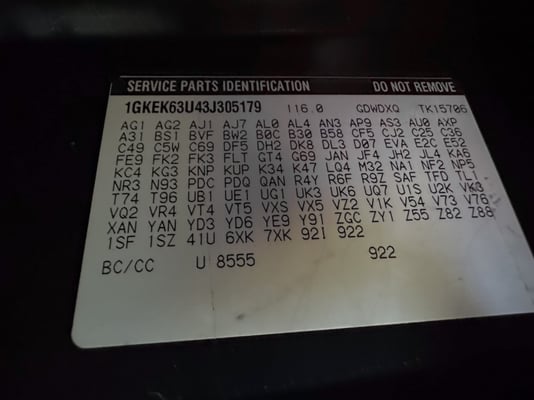 SERVICE PARTS IDENTIFICATION DO NOT REMOVE
1GKEK63U43J305179 116.0 GDWDXQ TK15706
AG1 AG2 AJ1 AJ7 AL0 AL4 AN3 AP9 AS3 AU0 AXP
A31 BS1 BVF BW2 B0C B30 B58 CF5 CJ2 C25 C36
C49 C5W C69 DF5 DH2 DK8 DL3 D07 EVA E2C E52
FE9 FK2 FK3 FLT GT4 G69 JAN JF4 JH2 JL4 KA6
KC4 KG3 KNP KUP K34 K47 LQ4 M32 NA1 NF2 NP5
NR3 N93 PDC PDQ QAN R4Y R6F R9Z SAF TFD TL1
T74 T96 UB1 UE1 UG1 UK3 UK6 UQ7 U1S U2K VK3
VQ2 VR4 VT4 VT5 VXS VX5 VZ2 V1K V54 V73 V76
XAN YAN YD3 YD6 YE9 Y91 ZGC ZY1 Z55 Z82 Z88
1SF 1SZ 41U 6XK 7XK 92I 922
BC/CC U 8555 922